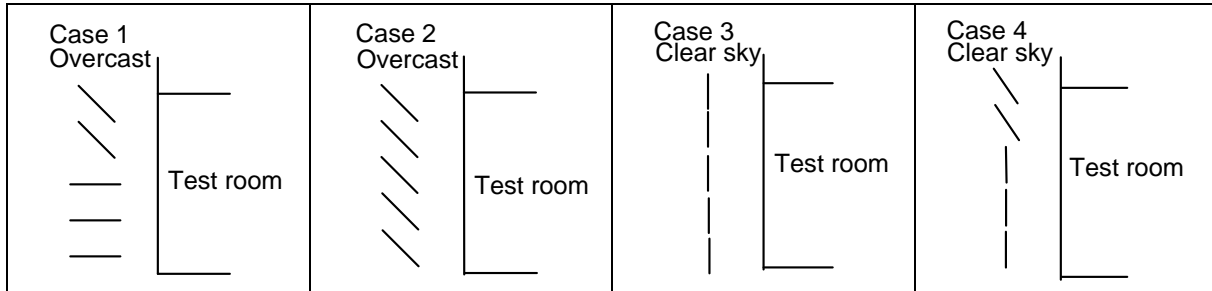 Case 1
Overcast
Test room
Case 2
Overcast
Test room
Case 3
Clear sky
Test room
Case 4
Clear sky
Test room